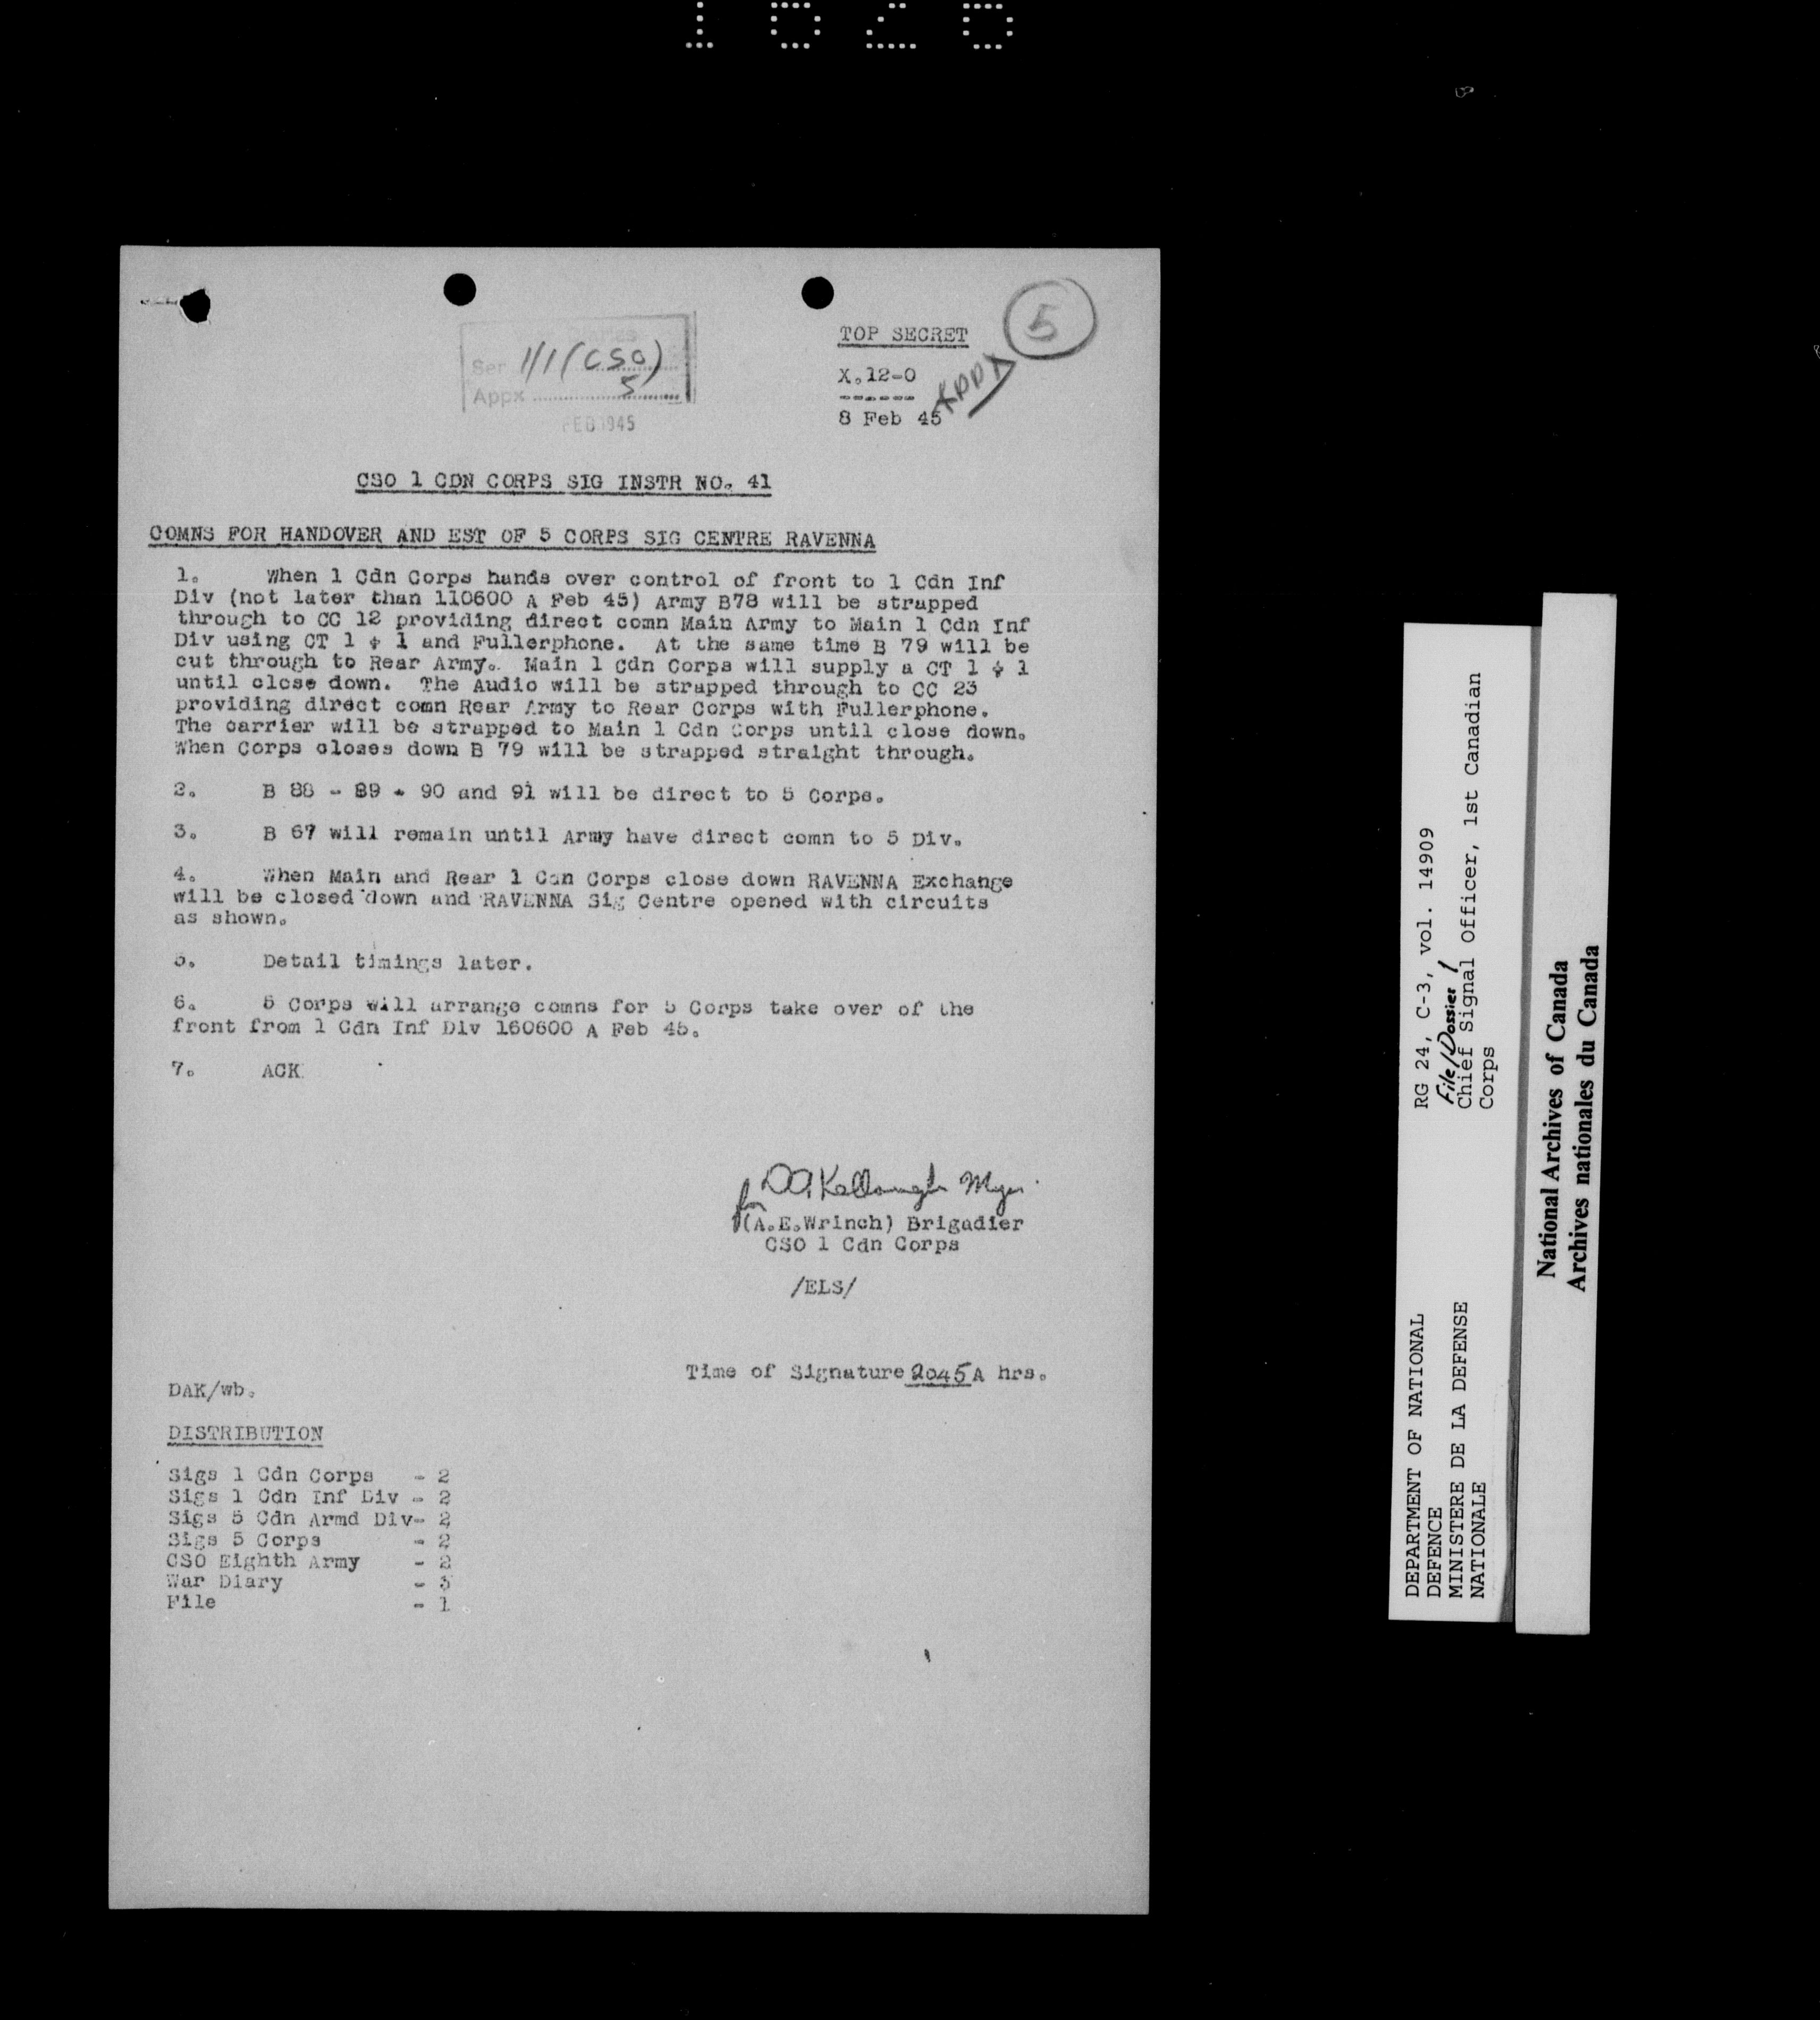 TOP SECRET
5
Ser 1/1 (CSO)
Appx 5
FEB 1945
X.12-0
------
8 Feb 45
CSO 1 CDN CORPS SIG INSTR NO. 41
COMNS FOR HANDOVER AND EST OF 5 CORPS SIG CENTRE RAVENNA
1. When 1 Cdn Corps hands over control of front to 1 Cdn Inf
Div (not later than 110600 A Feb 45) Army B78 will be strapped
through to CC 12 providing direct comn Main Army to Main 1 Cdn Inf
Div using CT 1 + 1 and Fullerphone. At the same time B 79 will be
cut through to Rear Army. Main 1 Cdn Corps will supply a CT 1 + 1
until close down. The Audio will be strapped through to CC 23
providing direct comn Rear Army to Rear Corps with Fullerphone.
The carrier will be strapped to Main 1 Cdn Corps until close down.
When Corps closes down B 79 will be strapped straight through.
2. B 88 - 89 - 90 and 91 will be direct to 5 Corps.
3. B 67 will remain until Army have direct comn to 5 Div.
4. When Main and Rear 1 Cdn Corps close down RAVENNA Exchange
will be closed down and RAVENNA Sig Centre opened with circuits
as shown.
5. Detail timings later.
6. 5 Corps will arrange comns for 5 Corps take over of the
front from 1 Cdn Inf Div 160600 A Feb 45.
7. ACK.
for DA Kellough Major
(A.E.Wrinch) Brigadier
CSO 1 Cdn Corps
/ELS/
Time of Signature 2045A hrs.
DAK/wb.
DISTRIBUTION
Sigs 1 Cdn Corps - 2
Sigs 1 Cdn Inf Div - 2
Sigs 5 Cdn Armd Div- 2
Sigs 5 Corps - 2
CSO Eighth Army - 2
War Diary - 3
File - 1
DEPARTMENT OF NATIONAL
DEFENCE
MINISTERE DE LA DEFENSE
NATIONALE
RG 24, C-3, vol. 14909
File/Dossier 1
Chief Signal Officer, 1st Canadian
Corps
National Archives of Canada
Archives nationales du Canada